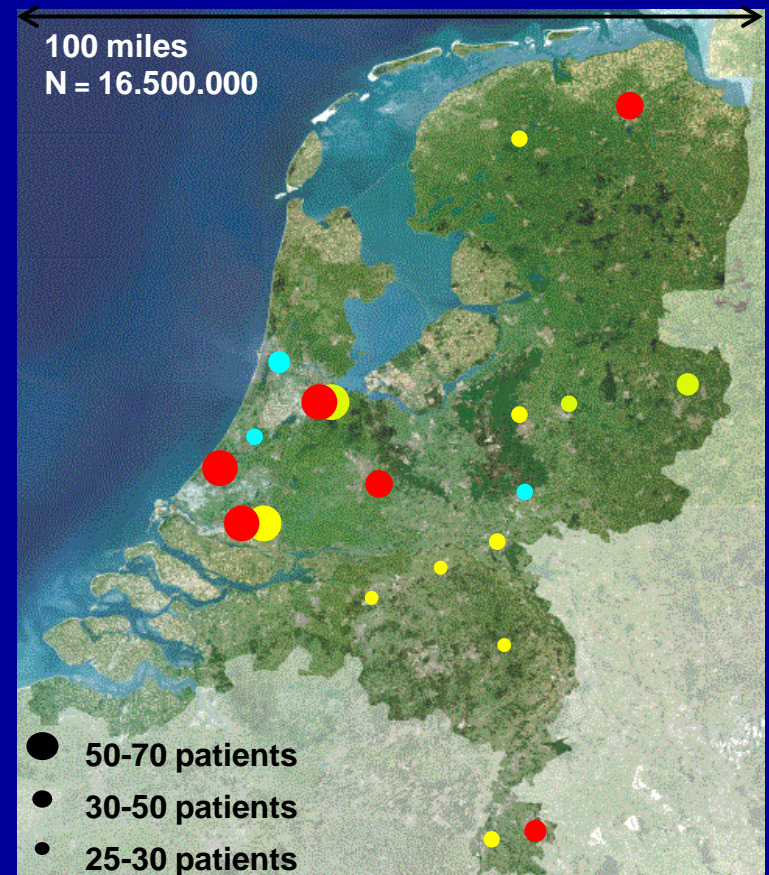 100 miles
N = 16.500.000
50-70 patients
30-50 patients
25-30 patients